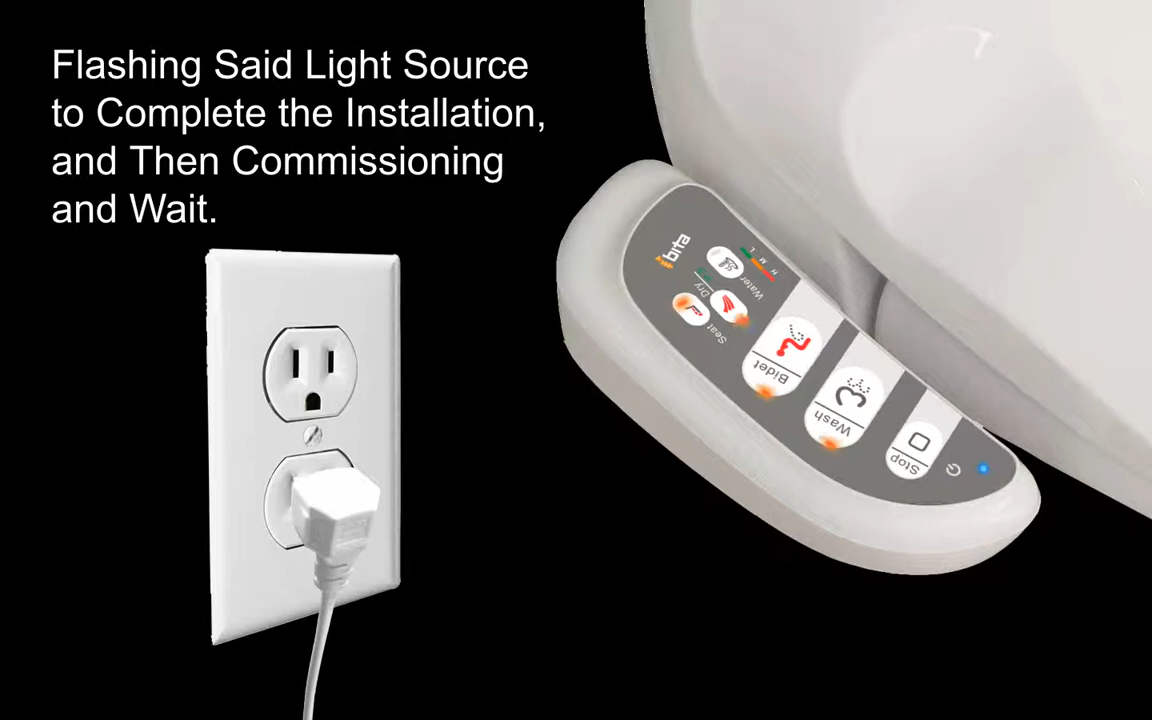 Flashing Said Light Source
to Complete the Installation,
and Then Commissioning
and Wait.
bita
L M H
Water
Dry
Seat
Bidet
Wash
Stop